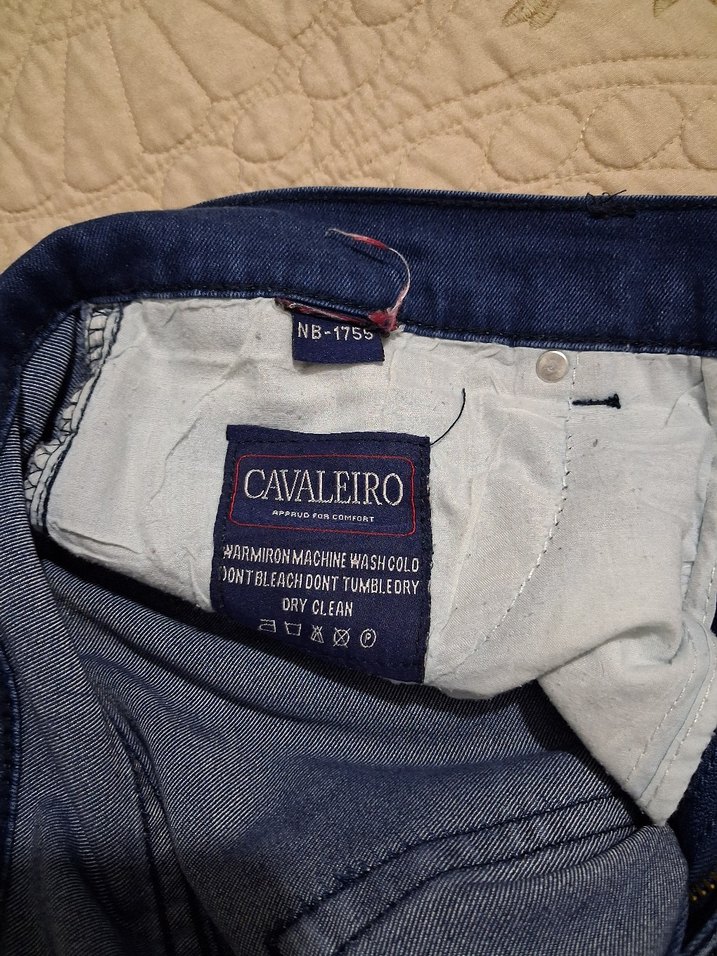 NB-1755
CAVALEIRO
APPRUD FOR COMFORT
WARMIRON MACHINE WASH COLD
DONT BLEACH DONT TUMBLEDRY
DRY CLEAN
P